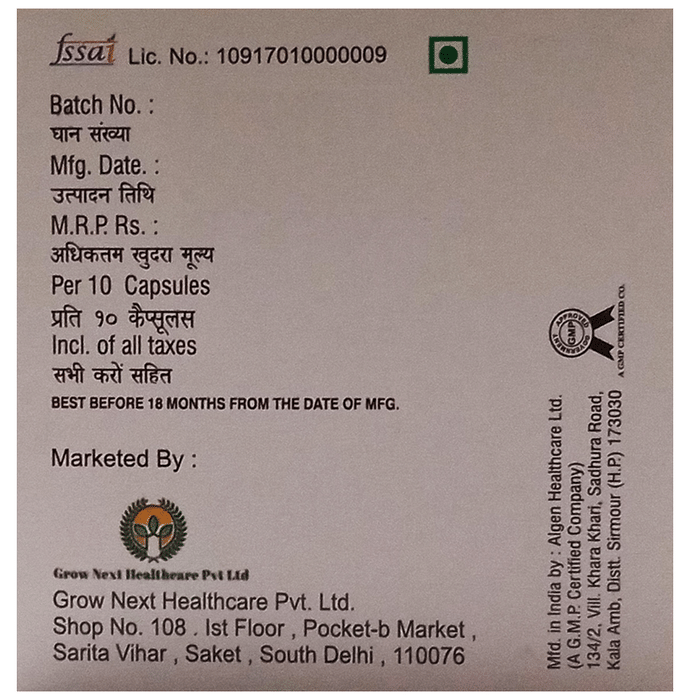 fssai Lic. No.: 10917010000009
Batch No. :
घान संख्या
Mfg. Date. :
उत्पादन तिथि
M.R.P. Rs. :
अधिकतम खुदरा मूल्य
Per 10 Capsules
प्रति १० कैप्सूलस
Incl. of all taxes
सभी करों सहित
BEST BEFORE 18 MONTHS FROM THE DATE OF MFG.
Marketed By :
Grow Next Healthcare Pvt Ltd
Grow Next Healthcare Pvt. Ltd.
Shop No. 108 . Ist Floor , Pocket-b Market ,
Sarita Vihar , Saket , South Delhi , 110076
APPROVED
GMP
GOVERNMENT
A GMP CERTIFIED CO.
Mfd. in India by : Algen Healthcare Ltd.
(A G.M.P. Certified Company)
134/2, Vill. Khara Khari, Sadhura Road,
Kala Amb, Distt. Sirmour (H.P.) 173030